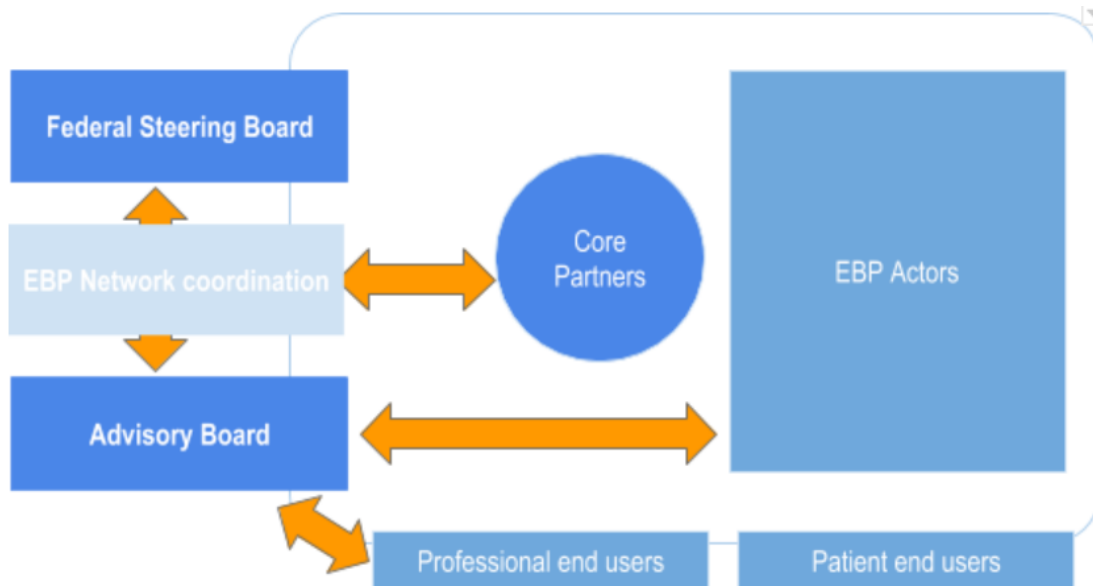 Federal Steering Board
EBP Network coordination
Advisory Board
Core
Partners
EBP Actors
Professional end users
Patient end users